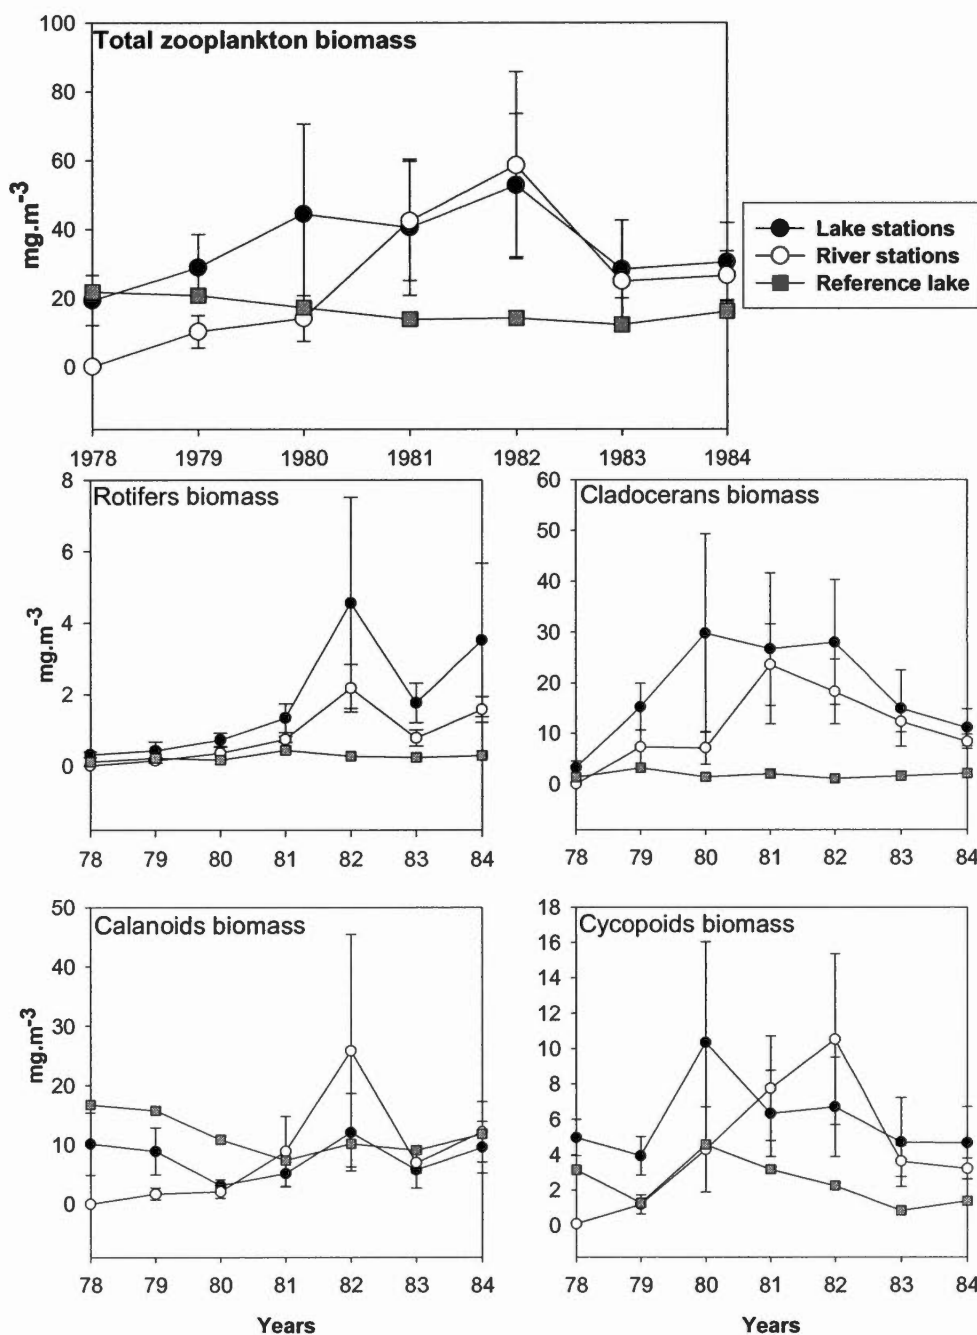 Total zooplankton biomass
100
80
60
40
20
0
mg.m-3
1978 1979 1980 1981 1982 1983 1984
Lake stations
River stations
Reference lake
Rotifers biomass
8
6
4
2
0
mg.m-3
78 79 80 81 82 83 84
Cladocerans biomass
60
50
40
30
20
10
0
78 79 80 81 82 83 84
Calanoids biomass
50
40
30
20
10
0
mg.m-3
78 79 80 81 82 83 84
Years
Cycopoids biomass
18
16
14
12
10
8
6
4
2
0
78 79 80 81 82 83 84
Years